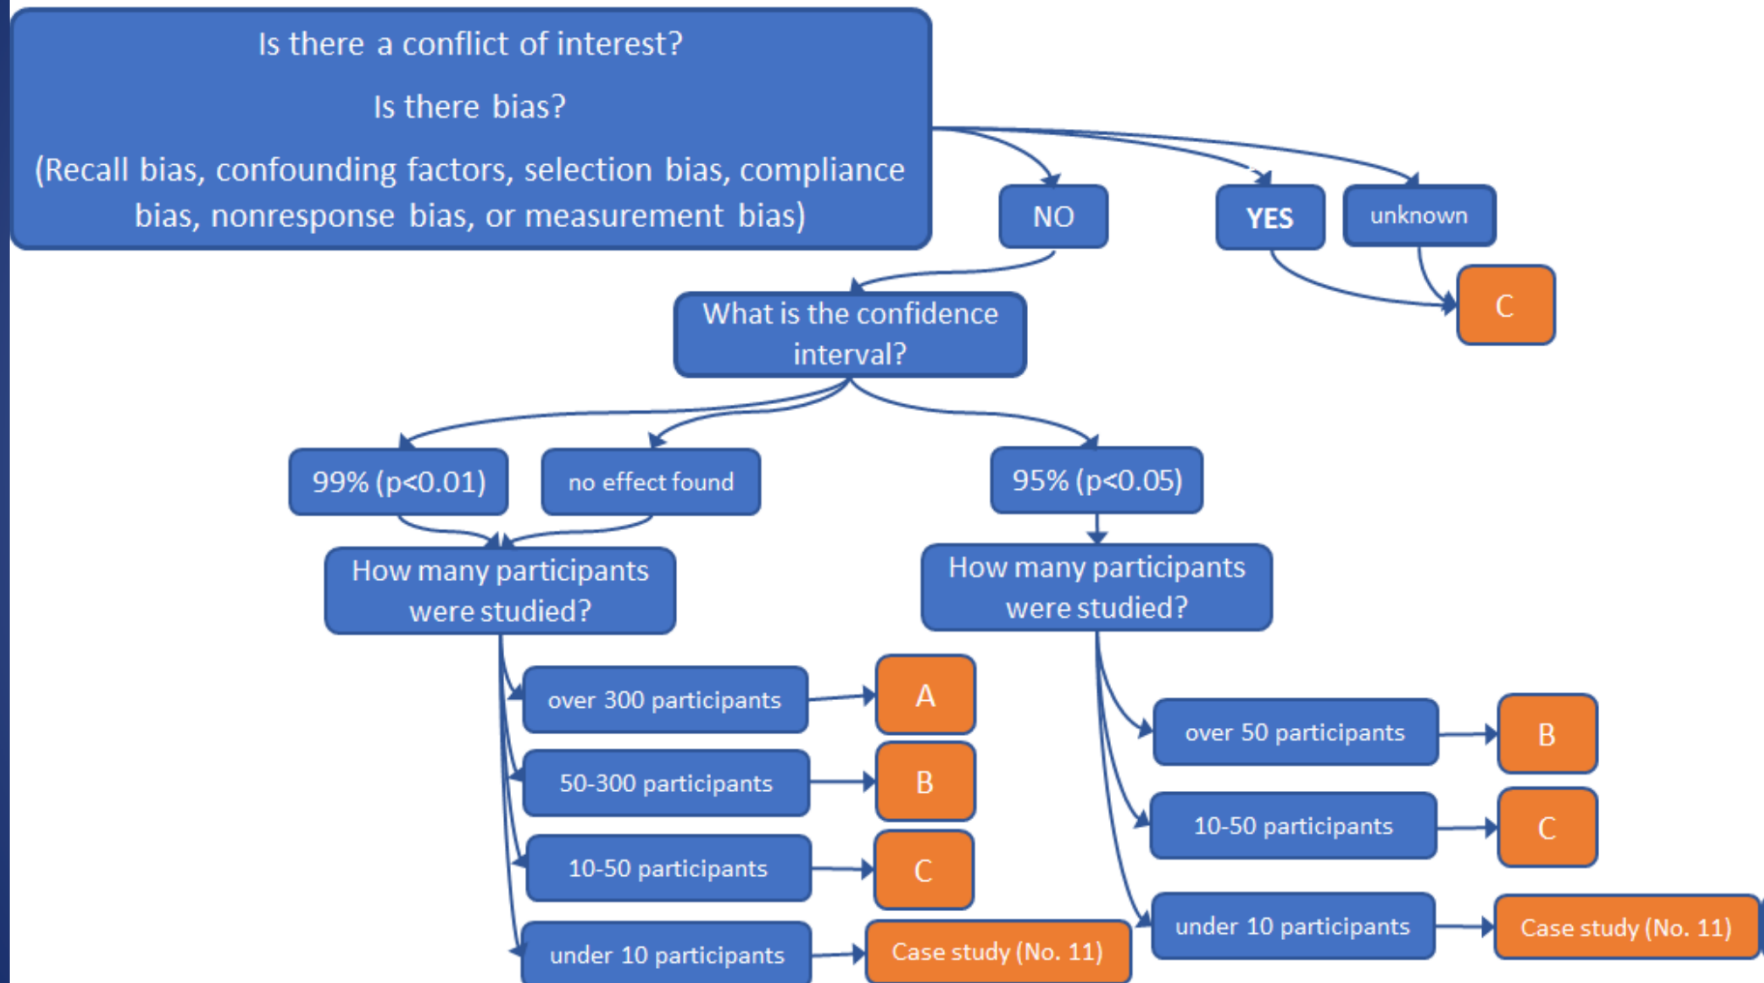 Is there a conflict of interest?
Is there bias?
(Recall bias, confounding factors, selection bias, compliance
bias, nonresponse bias, or measurement bias)
NO
YES
unknown
C
What is the confidence
interval?
99% (p<0.01)
no effect found
95% (p<0.05)
How many participants
were studied?
How many participants
were studied?
over 300 participants
A
50-300 participants
B
10-50 participants
C
under 10 participants
Case study (No. 11)
over 50 participants
B
10-50 participants
C
under 10 participants
Case study (No. 11)